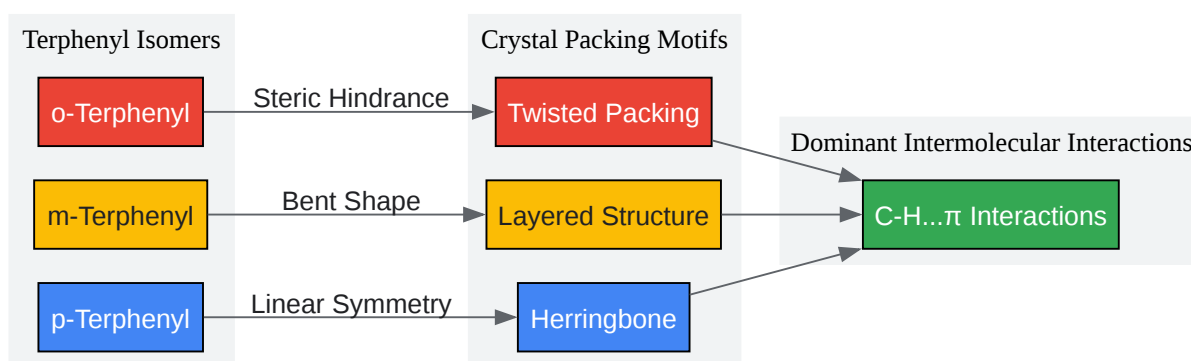 Terphenyl Isomers
Crystal Packing Motifs
o-Terphenyl
Steric Hindrance
Twisted Packing
Dominant Intermolecular Interactions
m-Terphenyl
Bent Shape
Layered Structure
C-H...π Interactions
p-Terphenyl
Linear Symmetry
Herringbone